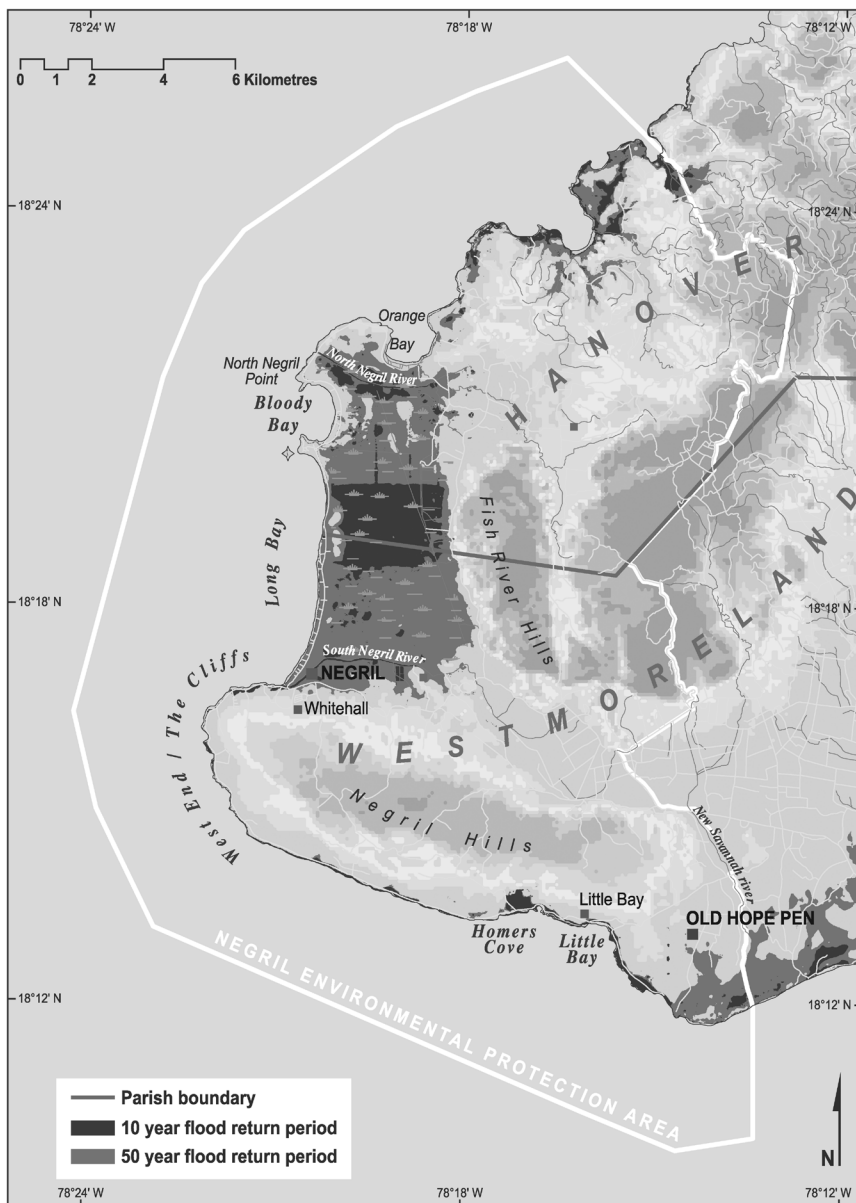 78°24' W
78°18' W
78°12' W
0 1 2 4 6 Kilometres
18°24' N
18°24' N
HANOVER
Orange
Bay
North Negril
Point
North Negril River
Bloody
Bay
Long Bay
Fish River Hills
18°18' N
18°18' N
WESTMORELAND
South Negril River
NEGRIL
Whitehall
West End / The Cliffs
Negril Hills
New Savannah river
Little Bay
OLD HOPE PEN
Homers
Cove
Little
Bay
NEGRIL ENVIRONMENTAL PROTECTION AREA
18°12' N
18°12' N
Parish boundary
10 year flood return period
50 year flood return period
N
78°24' W
78°18' W
78°12' W